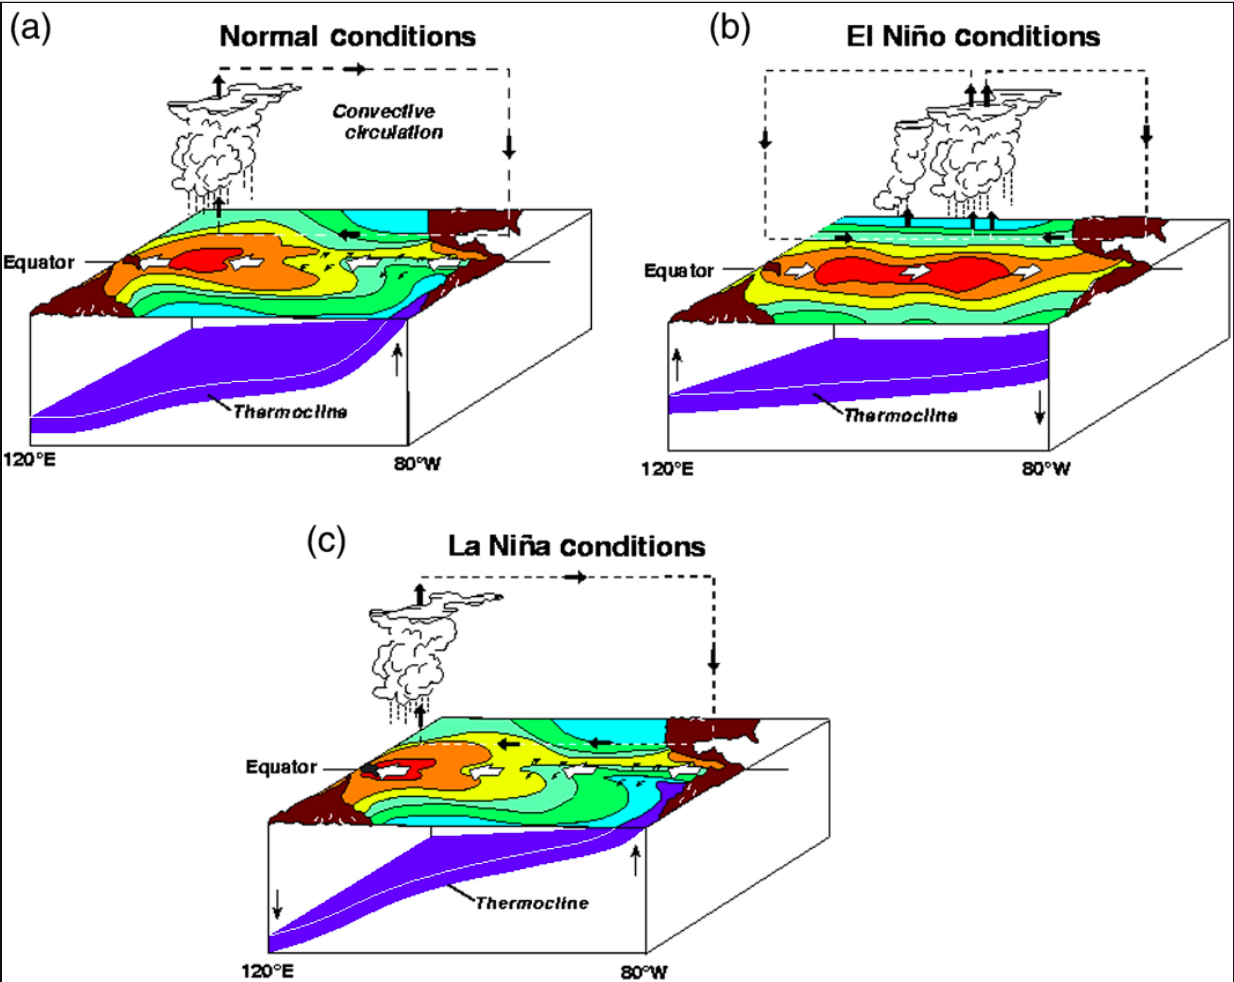 (a)
Normal conditions
Convective
circulation
Equator
Thermocline
120°E
80°W
(b)
El Niño conditions
Equator
Thermocline
120°E
80°W
(c)
La Niña conditions
Equator
Thermocline
120°E
80°W